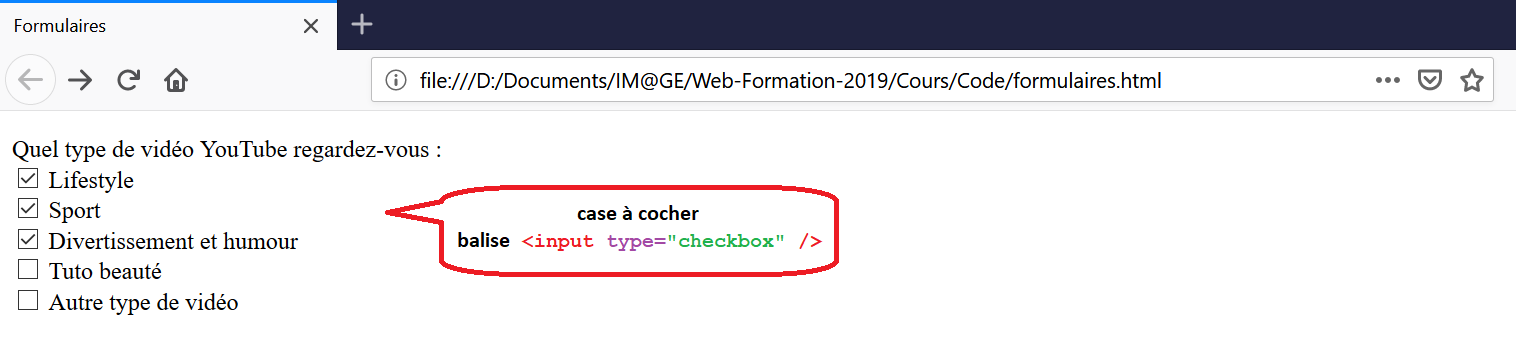 Formulaires
file:///D:/Documents/IM@GE/Web-Formation-2019/Cours/Code/formulaires.html
Quel type de vidéo YouTube regardez-vous :
Lifestyle
Sport
Divertissement et humour
Tuto beauté
Autre type de vidéo
case à cocher
balise <input type="checkbox" />